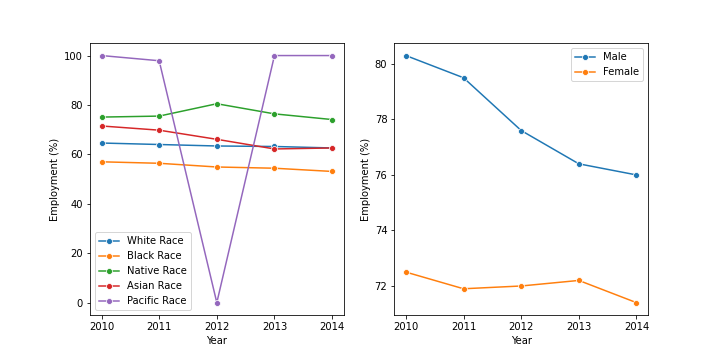 100
80
60
40
20
0
Employment (%)
White Race
Black Race
Native Race
Asian Race
Pacific Race
2010 2011 2012 2013 2014
Year
80
78
76
74
72
Employment (%)
Male
Female
2010 2011 2012 2013 2014
Year